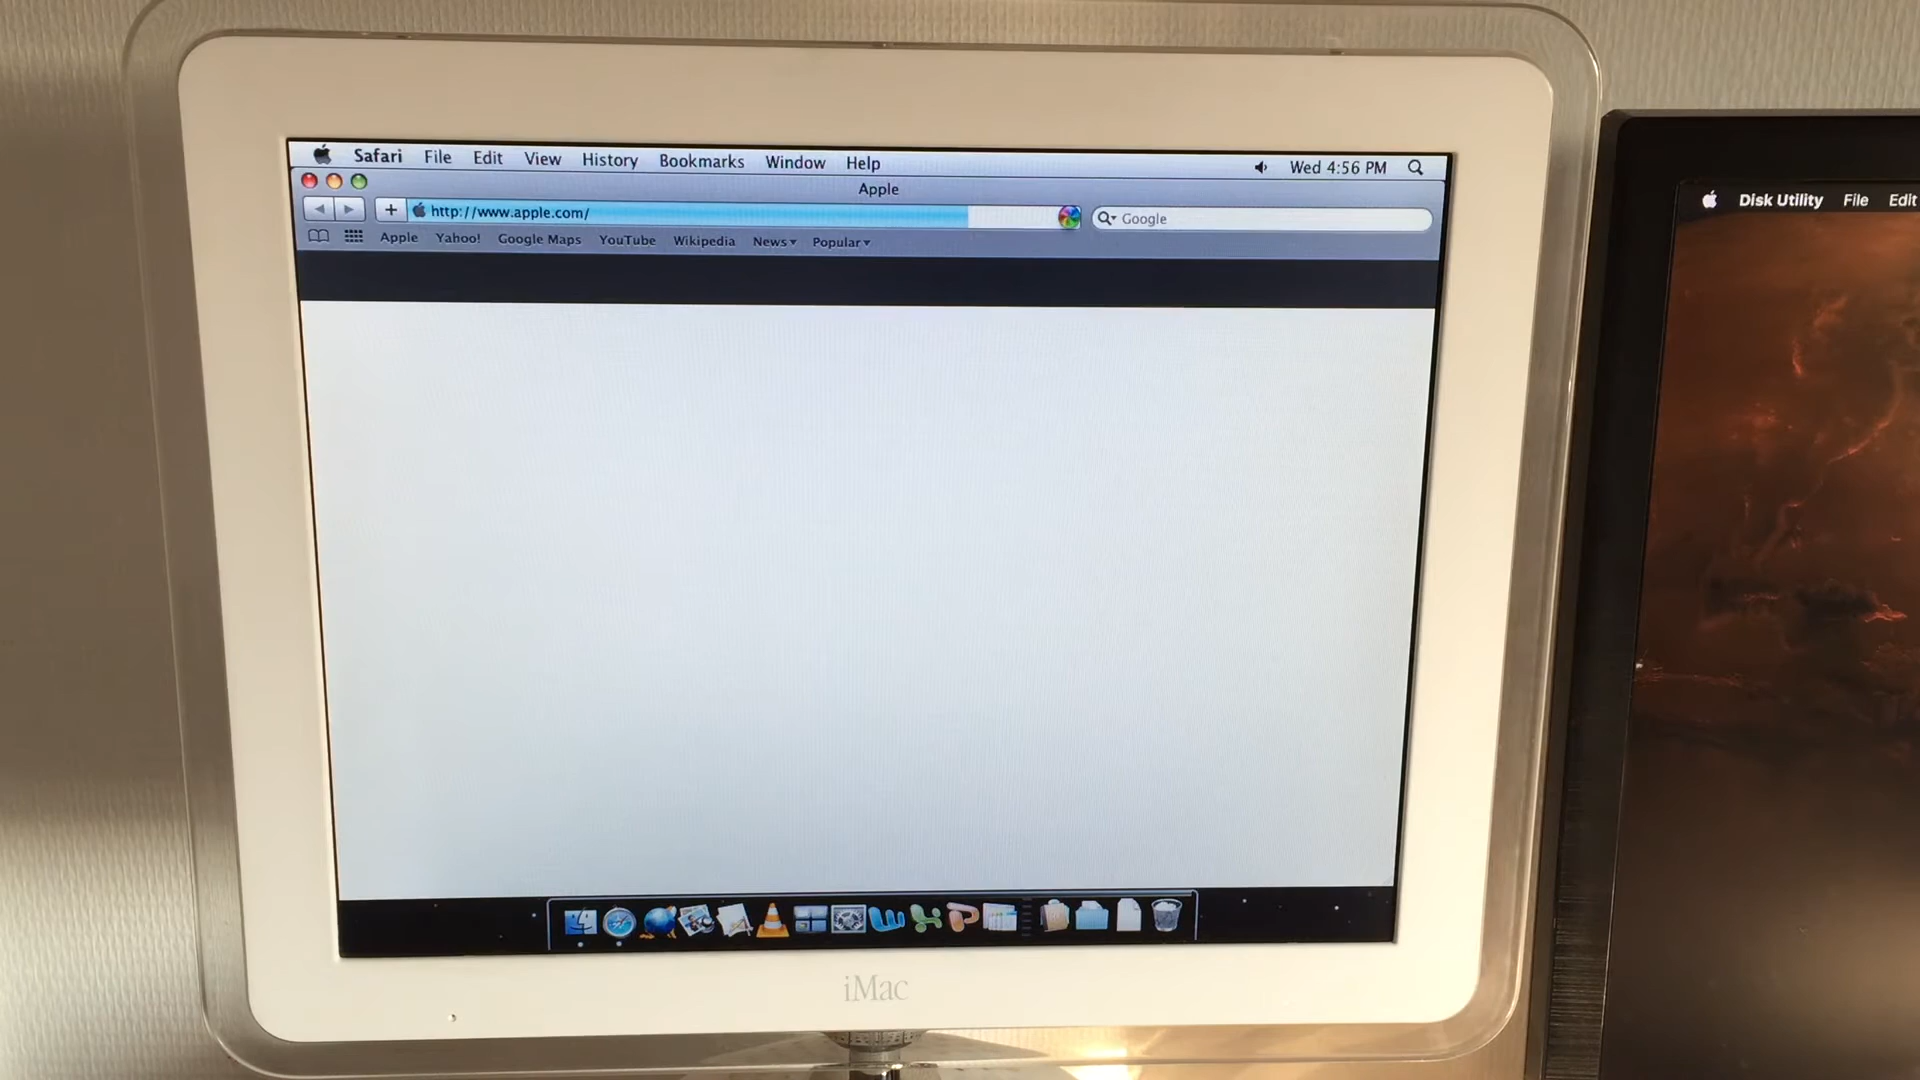 Safari File Edit View History Bookmarks Window Help Wed 4:56 PM
Apple
http://www.apple.com/ Google
Apple Yahoo! Google Maps YouTube Wikipedia News Popular
iMac
Disk Utility File Edit